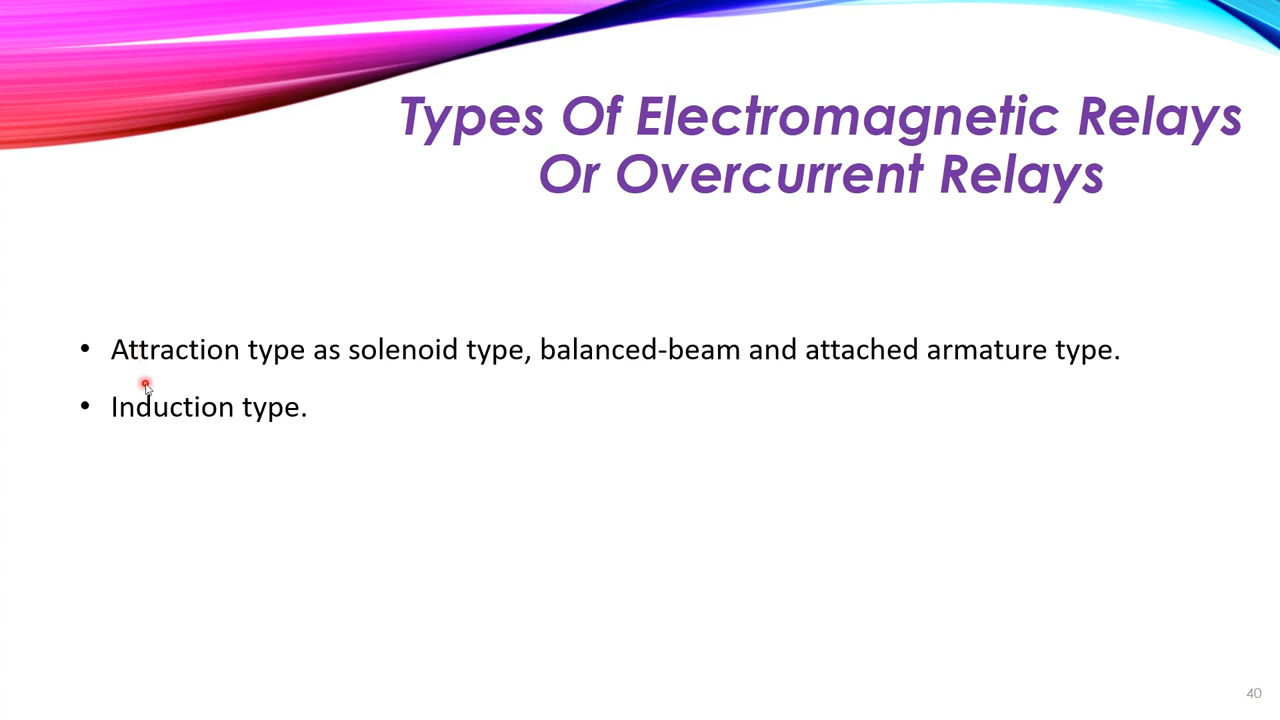 Types Of Electromagnetic Relays
Or Overcurrent Relays
• Attraction type as solenoid type, balanced-beam and attached armature type.
• Induction type.
40